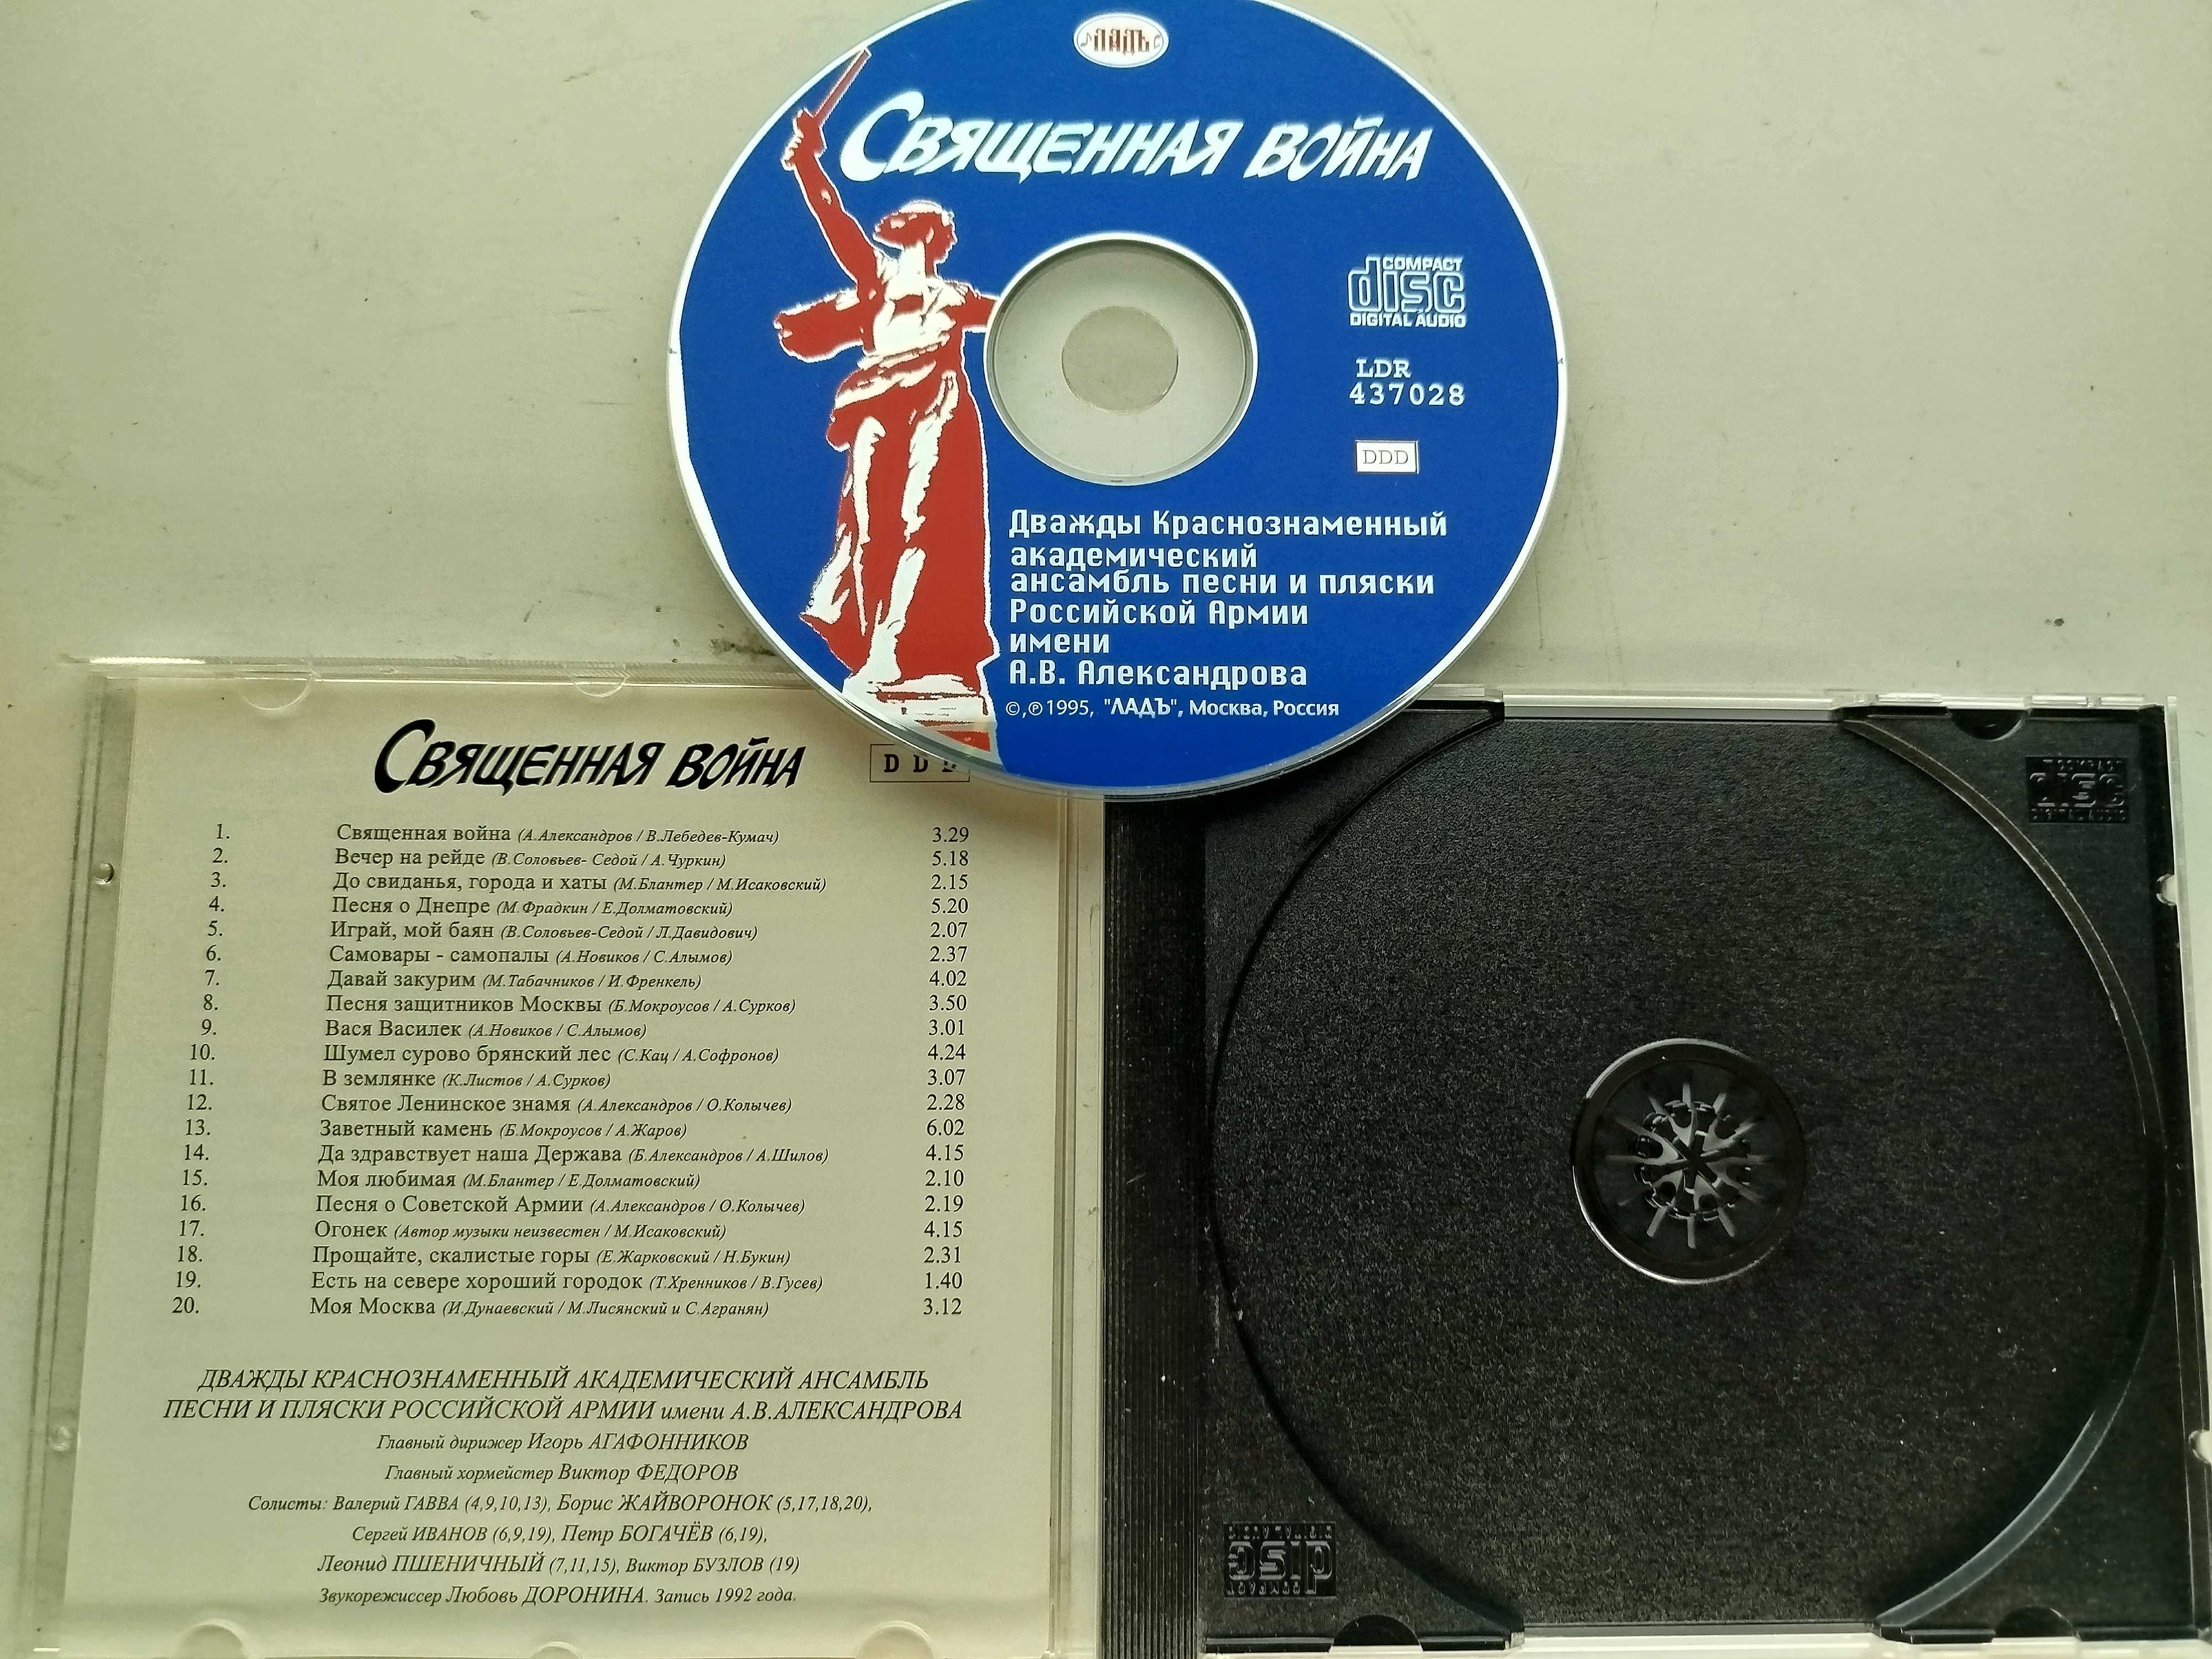 ЛАДЪ
СВЯЩЕННАЯ ВОЙНА
COMPACT
disc
DIGITAL AUDIO
LDR
437028
DDD
Дважды Краснознаменный
академический
ансамбль песни и пляски
Российской Армии
имени
А.В. Александрова
©,℗ 1995, "ЛАДЪ", Москва, Россия
СВЯЩЕННАЯ ВОЙНА
1. Священная война (А.Александров / В.Лебедев-Кумач) 3.29
2. Вечер на рейде (В.Соловьев- Седой / А.Чуркин) 5.18
3. До свиданья, города и хаты (М.Блантер / М.Исаковский) 2.15
4. Песня о Днепре (М.Фрадкин / Е.Долматовский) 5.20
5. Играй, мой баян (В.Соловьев-Седой / Л.Давидович) 2.07
6. Самовары - самопалы (А.Новиков / С.Алымов) 2.37
7. Давай закурим (М.Табачников / И.Френкель) 4.02
8. Песня защитников Москвы (Б.Мокроусов / А.Сурков) 3.50
9. Вася Василек (А.Новиков / С.Алымов) 3.01
10. Шумел сурово брянский лес (С.Кац / А.Софронов) 4.24
11. В землянке (К.Листов / А.Сурков) 3.07
12. Святое Ленинское знамя (А.Александров / О.Колычев) 2.28
13. Заветный камень (Б.Мокроусов / А.Жаров) 6.02
14. Да здравствует наша Держава (Б.Александров / А.Шилов) 4.15
15. Моя любимая (М.Блантер / Е.Долматовский) 2.10
16. Песня о Советской Армии (А.Александров / О.Колычев) 2.19
17. Огонек (Автор музыки неизвестен / М.Исаковский) 4.15
18. Прощайте, скалистые горы (Е.Жарковский / Н.Букин) 2.31
19. Есть на севере хороший городок (Т.Хренников / В.Гусев) 1.40
20. Моя Москва (И.Дунаевский / М.Лисянский и С.Агранян) 3.12
ДВАЖДЫ КРАСНОЗНАМЕННЫЙ АКАДЕМИЧЕСКИЙ АНСАМБЛЬ
ПЕСНИ И ПЛЯСКИ РОССИЙСКОЙ АРМИИ имени А.В.АЛЕКСАНДРОВА
Главный дирижер Игорь АГАФОННИКОВ
Главный хормейстер Виктор ФЕДОРОВ
Солисты: Валерий ГАВВА (4,9,10,13), Борис ЖАЙВОРОНОК (5,17,18,20),
Сергей ИВАНОВ (6,9,19), Петр БОГАЧЁВ (6,19),
Леонид ПШЕНИЧНЫЙ (7,11,15), Виктор БУЗЛОВ (19)
Звукорежиссер Любовь ДОРОНИНА. Запись 1992 года.
COMPACT
disc
DIGITAL AUDIO
COMPACT
disc
DIGITAL AUDIO